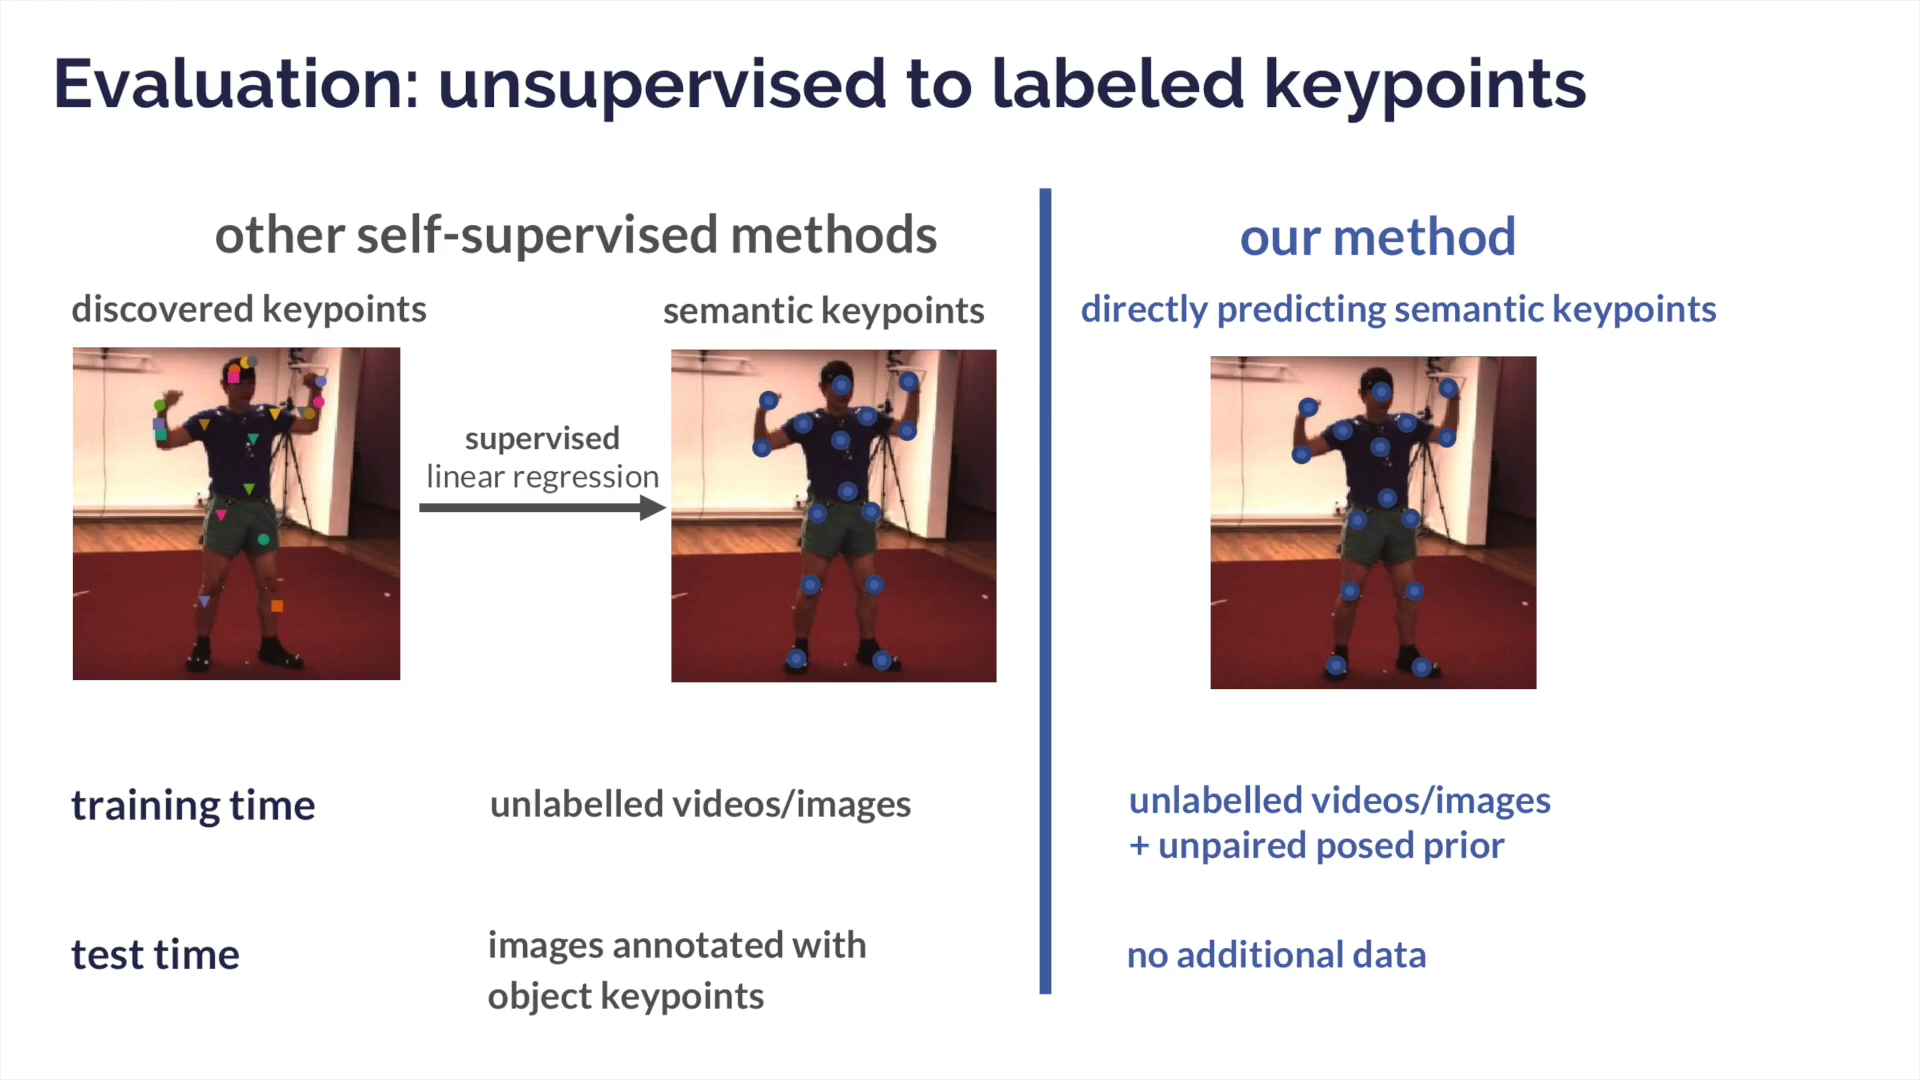 Evaluation: unsupervised to labeled keypoints
other self-supervised methods
discovered keypoints
supervised
linear regression
semantic keypoints
our method
directly predicting semantic keypoints
training time
unlabelled videos/images
unlabelled videos/images
+ unpaired posed prior
test time
images annotated with
object keypoints
no additional data